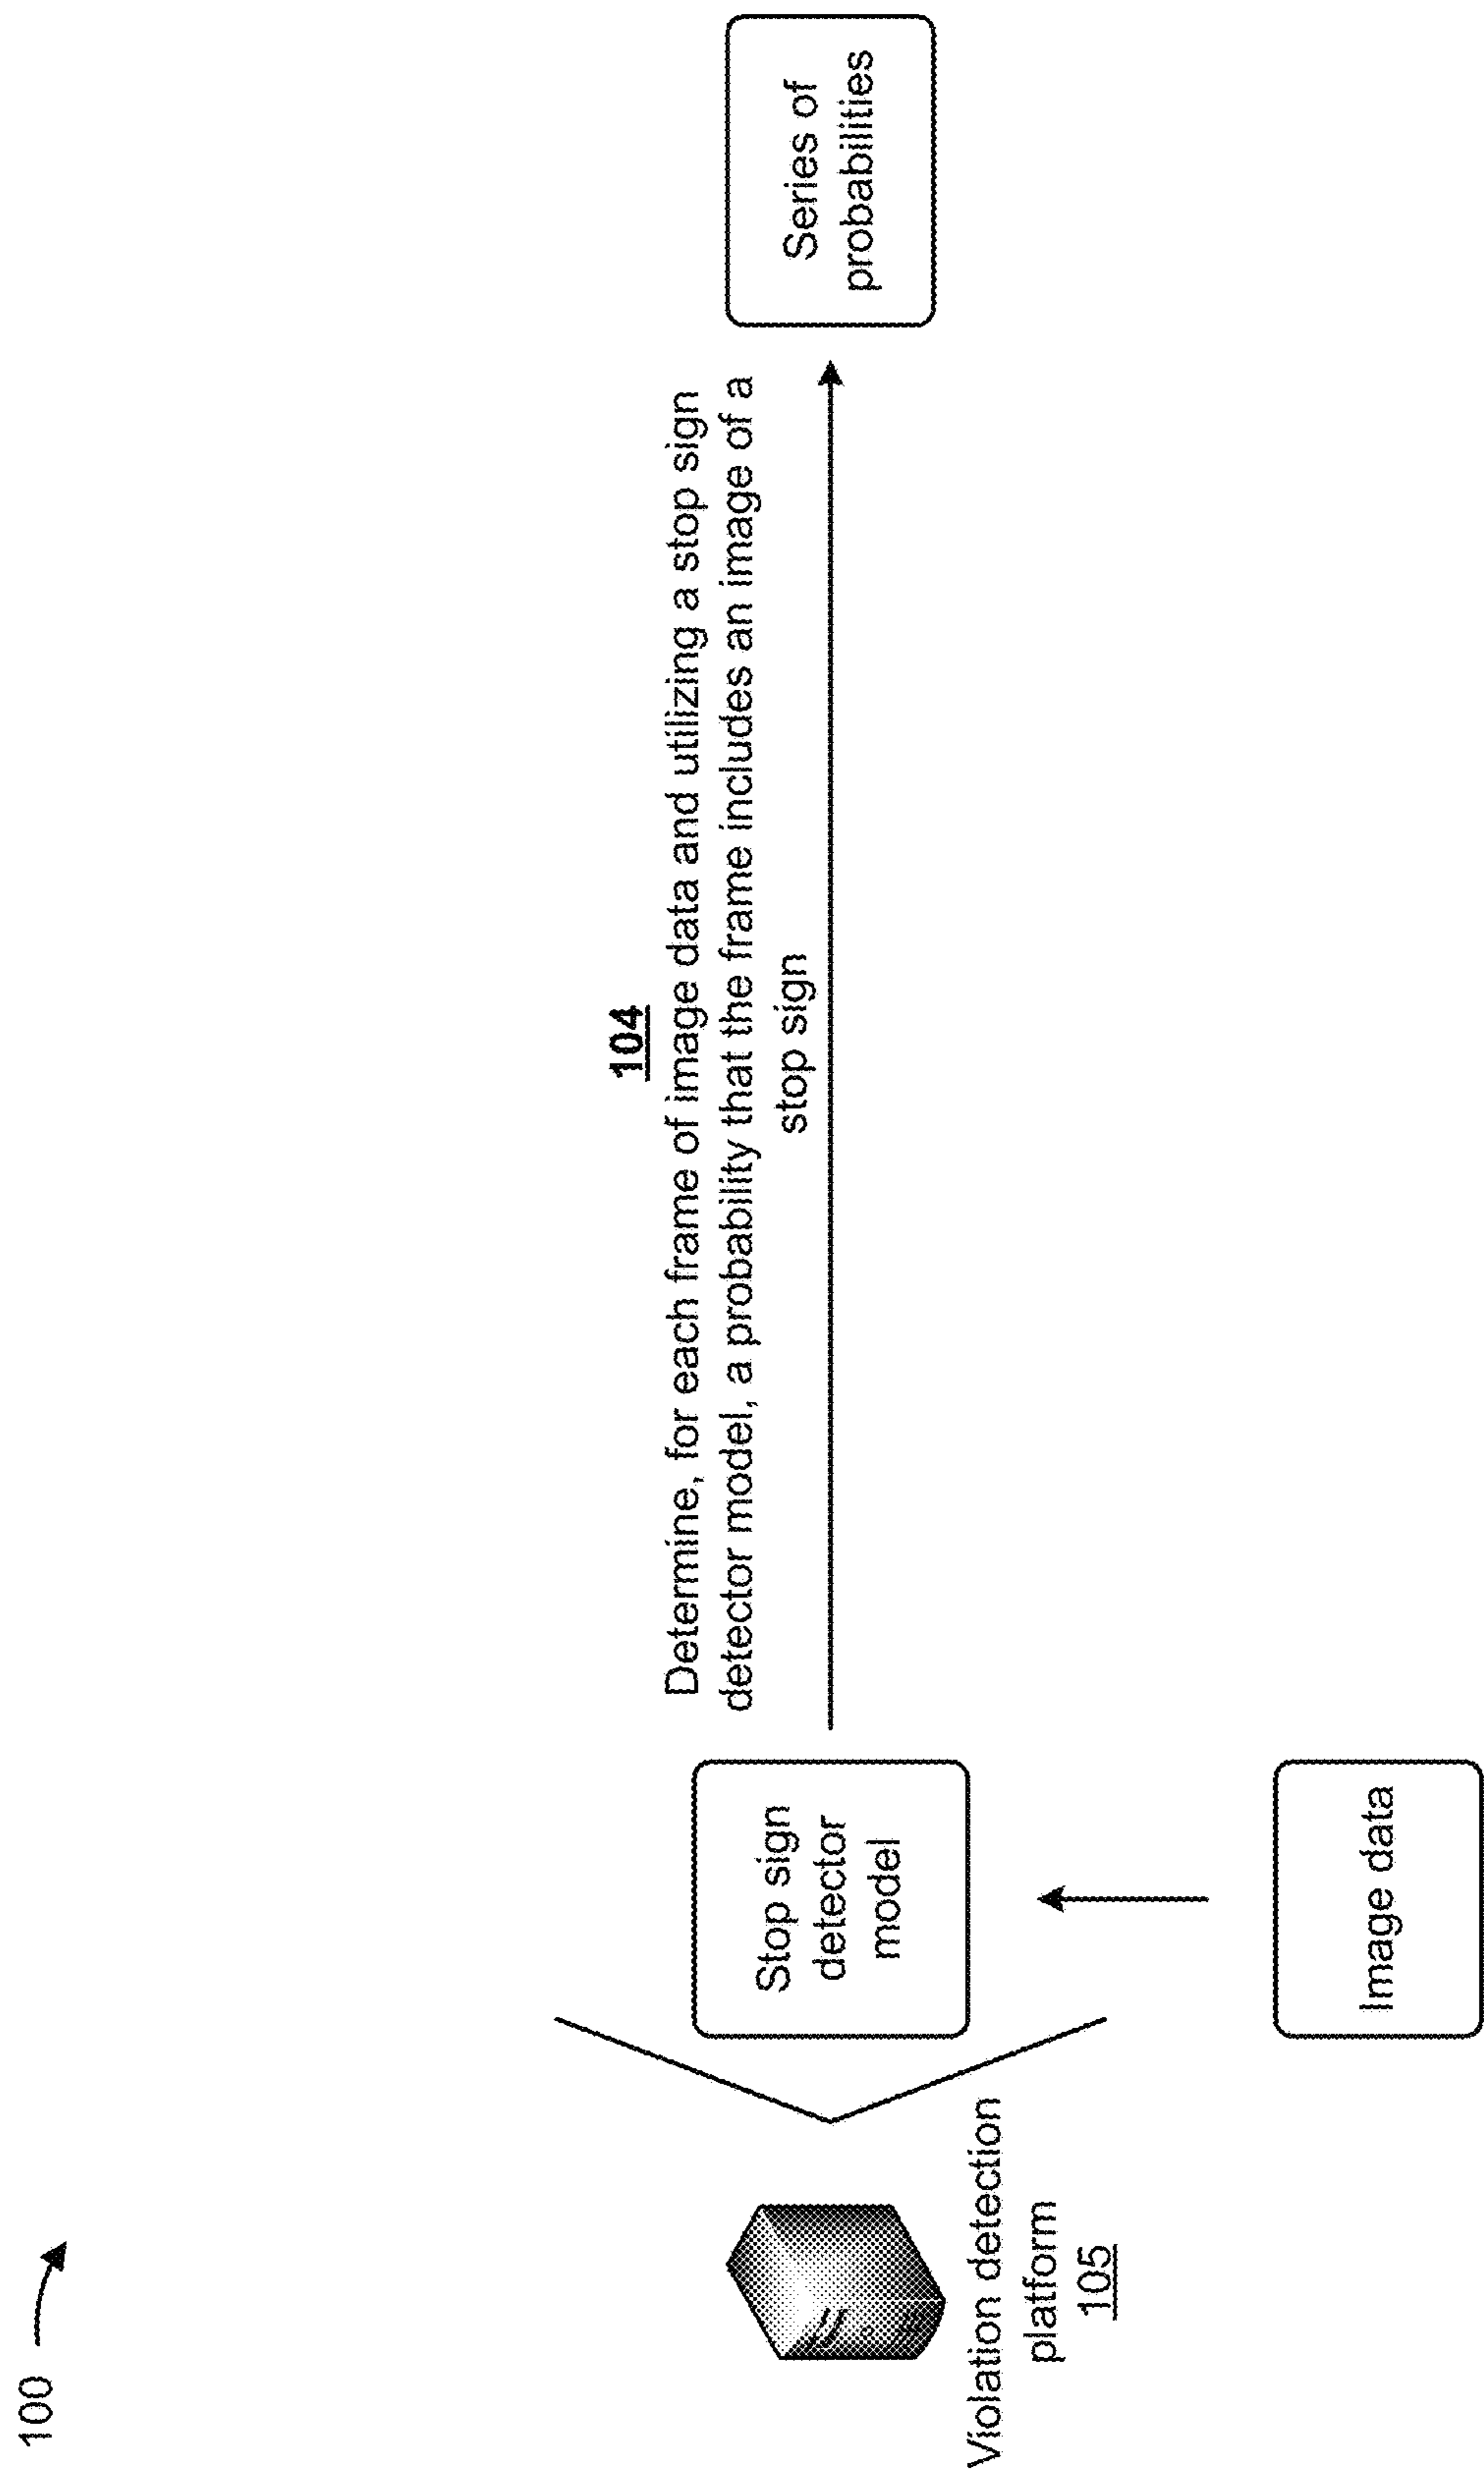 100
104
Determine, for each frame of image data and utilizing a stop sign
detector model, a probability that the frame includes an image of a
stop sign
Stop sign
detector
model
Series of
probabilities
Violation detection
platform
105
Image data